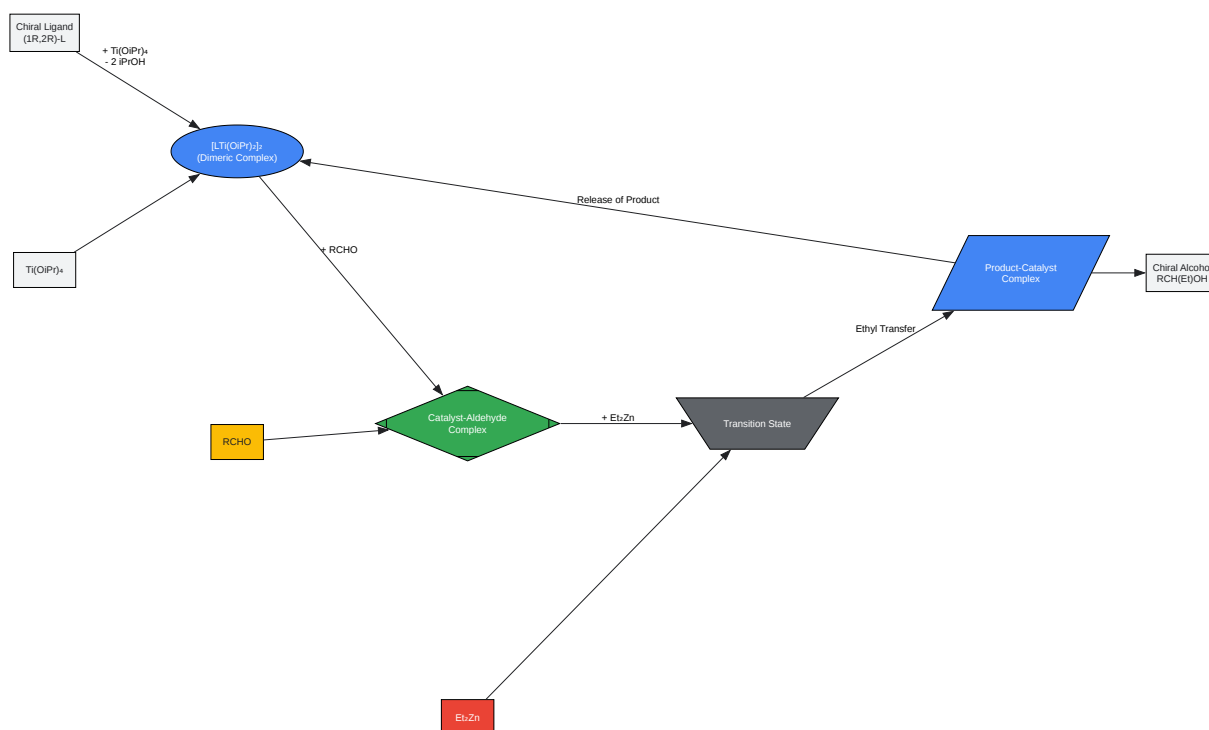 Chiral Ligand
(1R,2R)-L
+ Ti(OiPr)₄
- 2 iPrOH
[LTi(OiPr)₂]₂
(Dimeric Complex)
Release of Product
+ RCHO
Ti(OiPr)₄
Product-Catalyst
Complex
Chiral Alcoho
RCH(Et)OH
Ethyl Transfer
RCHO
Catalyst-Aldehyde
Complex
+ Et₂Zn
Transition State
Et₂Zn